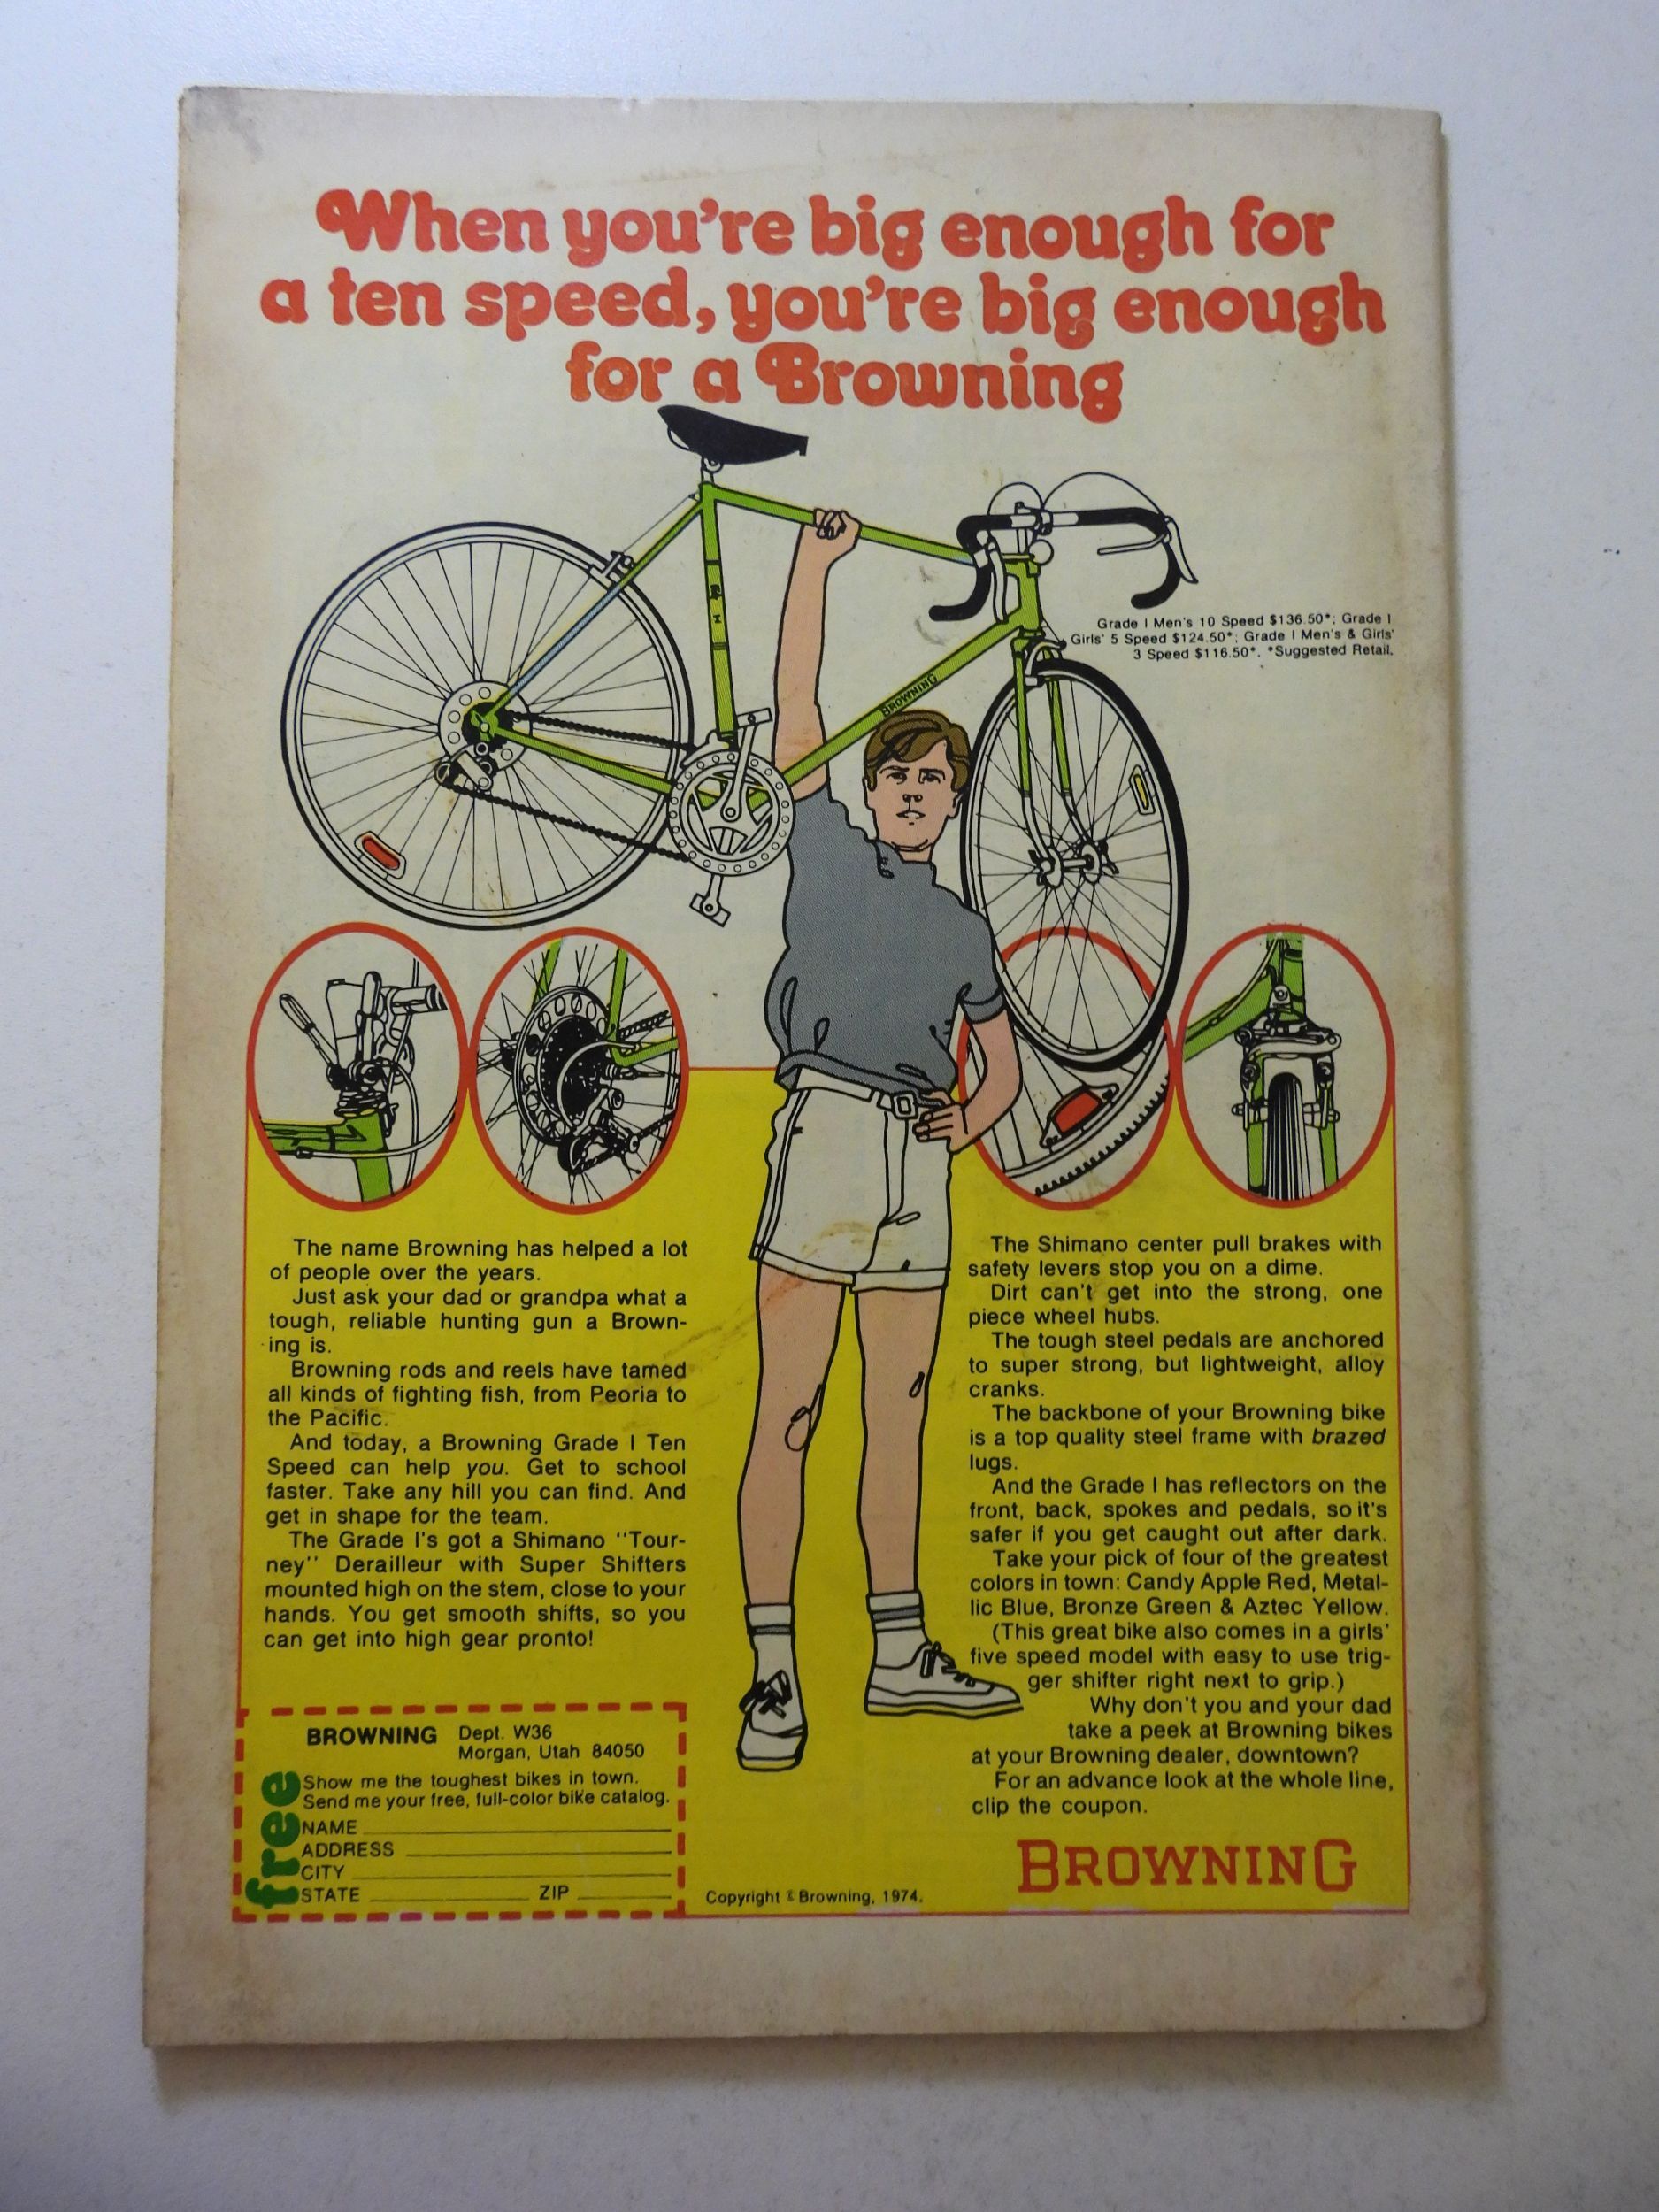 When you're big enough for
a ten speed, you're big enough
for a Browning
Grade I Men's 10 Speed $136.50*; Grade I
Girls' 5 Speed $124.50*; Grade I Men's & Girls'
3 Speed $116.50*. *Suggested Retail.
BROWNING
The name Browning has helped a lot
of people over the years.
Just ask your dad or grandpa what a
tough, reliable hunting gun a Brown-
ing is.
Browning rods and reels have tamed
all kinds of fighting fish, from Peoria to
the Pacific.
And today, a Browning Grade I Ten
Speed can help you. Get to school
faster. Take any hill you can find. And
get in shape for the team.
The Grade I's got a Shimano "Tour-
ney" Derailleur with Super Shifters
mounted high on the stem, close to your
hands. You get smooth shifts, so you
can get into high gear pronto!
The Shimano center pull brakes with
safety levers stop you on a dime.
Dirt can't get into the strong, one
piece wheel hubs.
The tough steel pedals are anchored
to super strong, but lightweight, alloy
cranks.
The backbone of your Browning bike
is a top quality steel frame with brazed
lugs.
And the Grade I has reflectors on the
front, back, spokes and pedals, so it's
safer if you get caught out after dark.
Take your pick of four of the greatest
colors in town: Candy Apple Red, Metal-
lic Blue, Bronze Green & Aztec Yellow.
(This great bike also comes in a girls'
five speed model with easy to use trig-
ger shifter right next to grip.)
Why don't you and your dad
take a peek at Browning bikes
at your Browning dealer, downtown?
For an advance look at the whole line,
clip the coupon.
BROWNING
free
BROWNING Dept. W36
Morgan, Utah 84050
Show me the toughest bikes in town.
Send me your free, full-color bike catalog.
NAME
ADDRESS
CITY
STATE ZIP
Copyright © Browning, 1974.